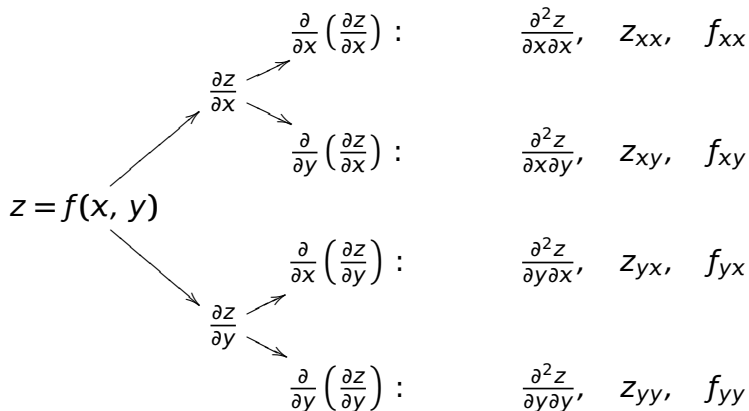 ∂/∂x (∂z/∂x) : ∂²z/∂x∂x, z_xx, f_xx
∂z/∂x
∂/∂y (∂z/∂x) : ∂²z/∂x∂y, z_xy, f_xy
z = f(x, y)
∂/∂x (∂z/∂y) : ∂²z/∂y∂x, z_yx, f_yx
∂z/∂y
∂/∂y (∂z/∂y) : ∂²z/∂y∂y, z_yy, f_yy